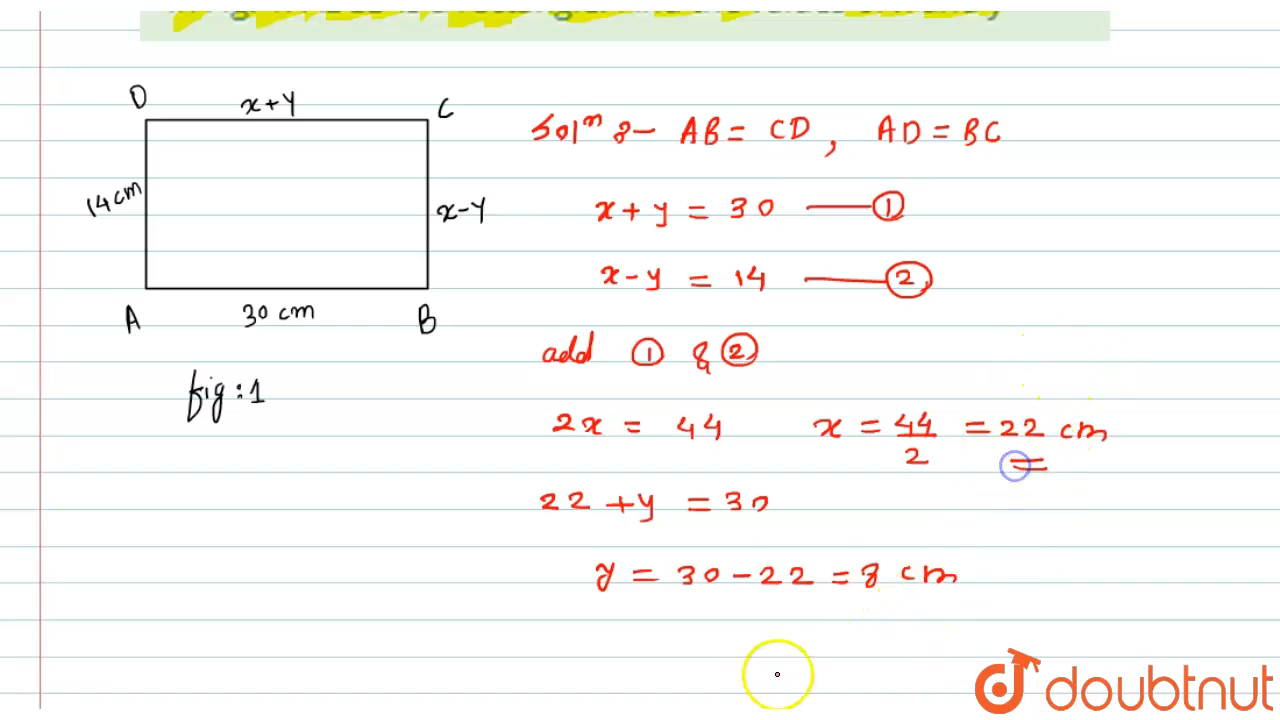 D x+y C
14cm
x-y
A 30 cm B
fig:1
Solⁿ :- AB = CD, AD = BC
x+y = 30 —— ①
x-y = 14 —— ②
add ① & ②
2x = 44 x = 44/2 = 22 cm
22 +y = 30
y = 30-22 = 8 cm
doubtnut